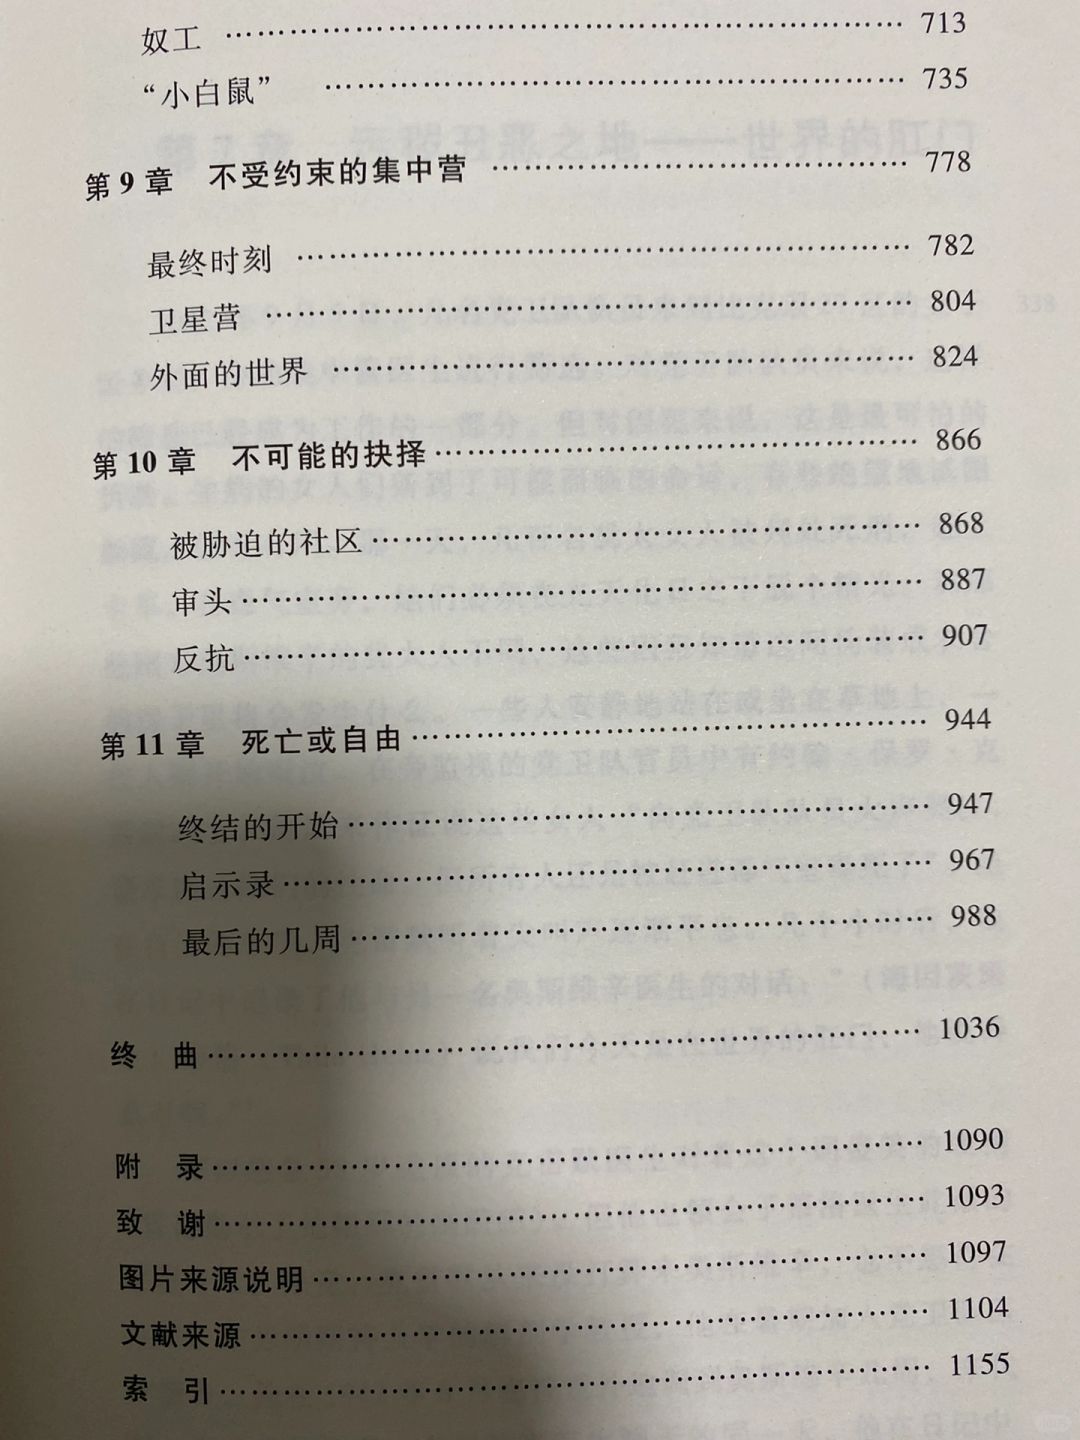 奴工 …………………………………………………… 713
“小白鼠” …………………………………………………… 735
第 9 章 不受约束的集中营 …………………………………… 778
最终时刻 …………………………………………………… 782
卫星营 …………………………………………………… 804
外面的世界 …………………………………………………… 824
第 10 章 不可能的抉择 …………………………………… 866
被胁迫的社区 …………………………………………………… 868
审头 …………………………………………………… 887
反抗 …………………………………………………… 907
第 11 章 死亡或自由 …………………………………… 944
终结的开始 …………………………………………………… 947
启示录 …………………………………………………… 967
最后的几周 …………………………………………………… 988
终 曲 …………………………………………………… 1036
附 录 …………………………………………………… 1090
致 谢 …………………………………………………… 1093
图片来源说明 …………………………………………………… 1097
文献来源 …………………………………………………… 1104
索 引 …………………………………………………… 1155